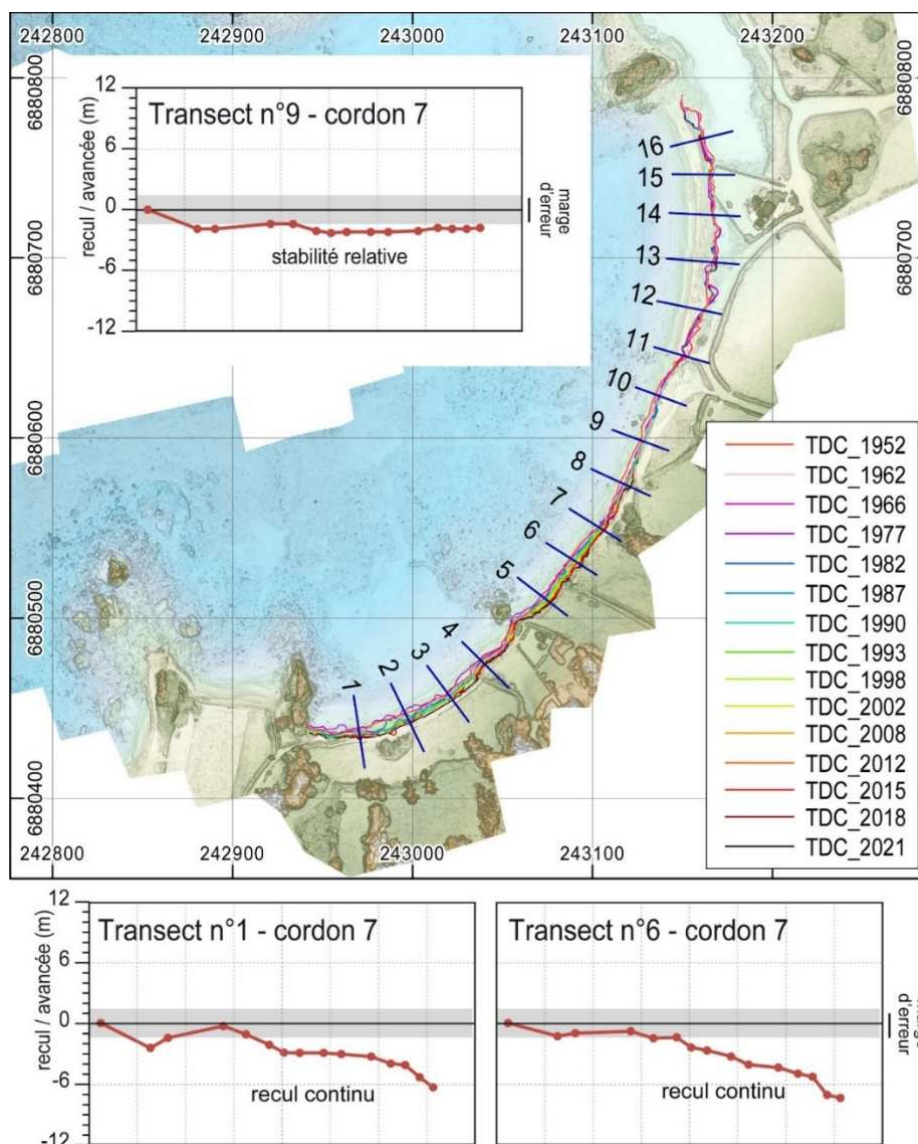 242800
242900
243000
243100
243200
6880800
6880800
12
6
0
-6
-12
recul / avancée (m)
Transect n°9 - cordon 7
stabilité relative
marge
d'erreur
16
15
14
13
12
11
10
9
8
7
6
5
4
3
2
1
6880700
6880600
6880500
6880400
TDC_1952
TDC_1962
TDC_1966
TDC_1977
TDC_1982
TDC_1987
TDC_1990
TDC_1993
TDC_1998
TDC_2002
TDC_2008
TDC_2012
TDC_2015
TDC_2018
TDC_2021
242800
242900
243000
243100
12
6
0
-6
-12
recul / avancée (m)
Transect n°1 - cordon 7
recul continu
Transect n°6 - cordon 7
recul continu
d'erreur